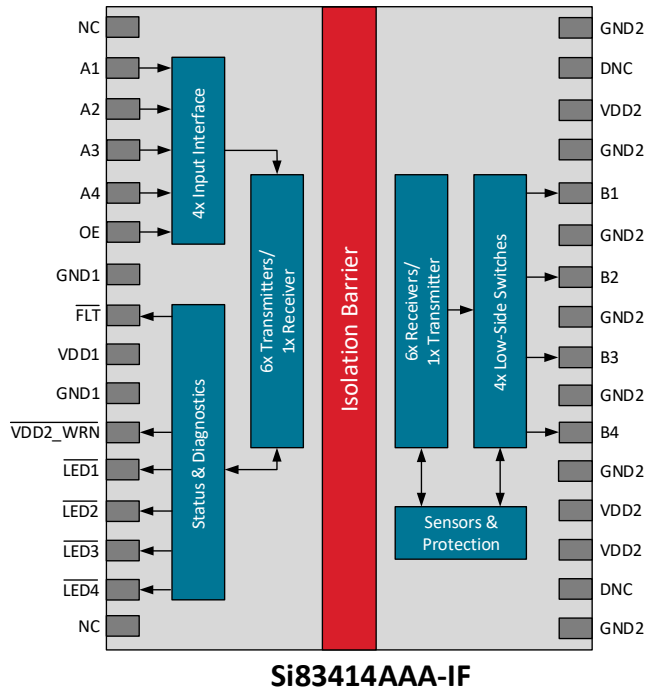 NC
A1
A2
A3
A4
OE
GND1
FLT
VDD1
GND1
VDD2_WRN
LED1
LED2
LED3
LED4
NC
4x Input Interface
Status & Diagnostics
6x Transmitters/
1x Receiver
Isolation Barrier
6x Receivers/
1x Transmitter
4x Low-Side Switches
Sensors &
Protection
GND2
DNC
VDD2
GND2
B1
GND2
B2
GND2
B3
GND2
B4
GND2
VDD2
VDD2
DNC
GND2
Si83414AAA-IF